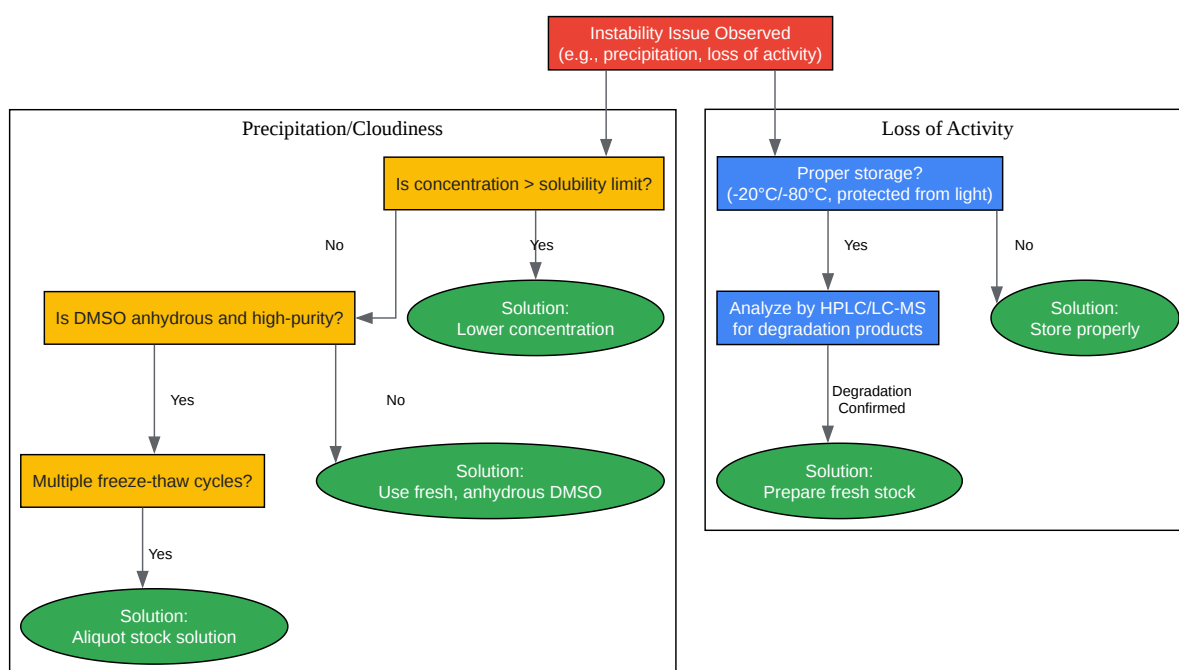 Instability Issue Observed
(e.g., precipitation, loss of activity)
Precipitation/Cloudiness
Is concentration > solubility limit?
No
Yes
Solution:
Lower concentration
Is DMSO anhydrous and high-purity?
Yes
No
Solution:
Use fresh, anhydrous DMSO
Multiple freeze-thaw cycles?
Yes
Solution:
Aliquot stock solution
Loss of Activity
Proper storage?
(-20°C/-80°C, protected from light)
Yes
No
Analyze by HPLC/LC-MS
for degradation products
Solution:
Store properly
Degradation
Confirmed
Solution:
Prepare fresh stock